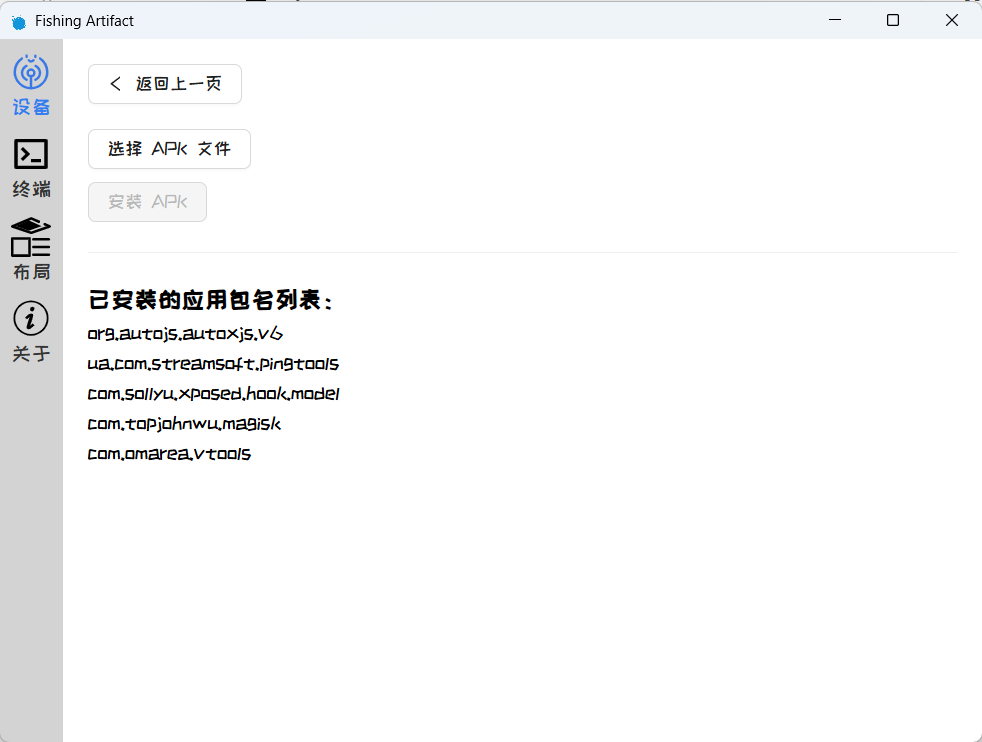 Fishing Artifact
设备
终端
布局
关于
返回上一页
选择 APK 文件
安装 APK
已安装的应用包名列表：
org.autojs.autoxjs.v6
ua.com.streamsoft.pingtools
com.sollyu.xposed.hook.model
com.topjohnwu.magisk
com.omarea.vtools